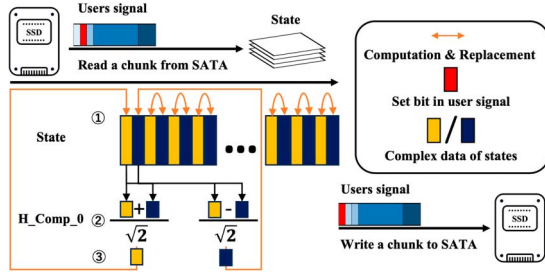 Users signal
State
SSD
Read a chunk from SATA
Computation & Replacement
Set bit in user signal
/
Complex data of states
State
①
...
H_Comp_0
②
+
√2
-
√2
③
Users signal
SSD
Write a chunk to SATA